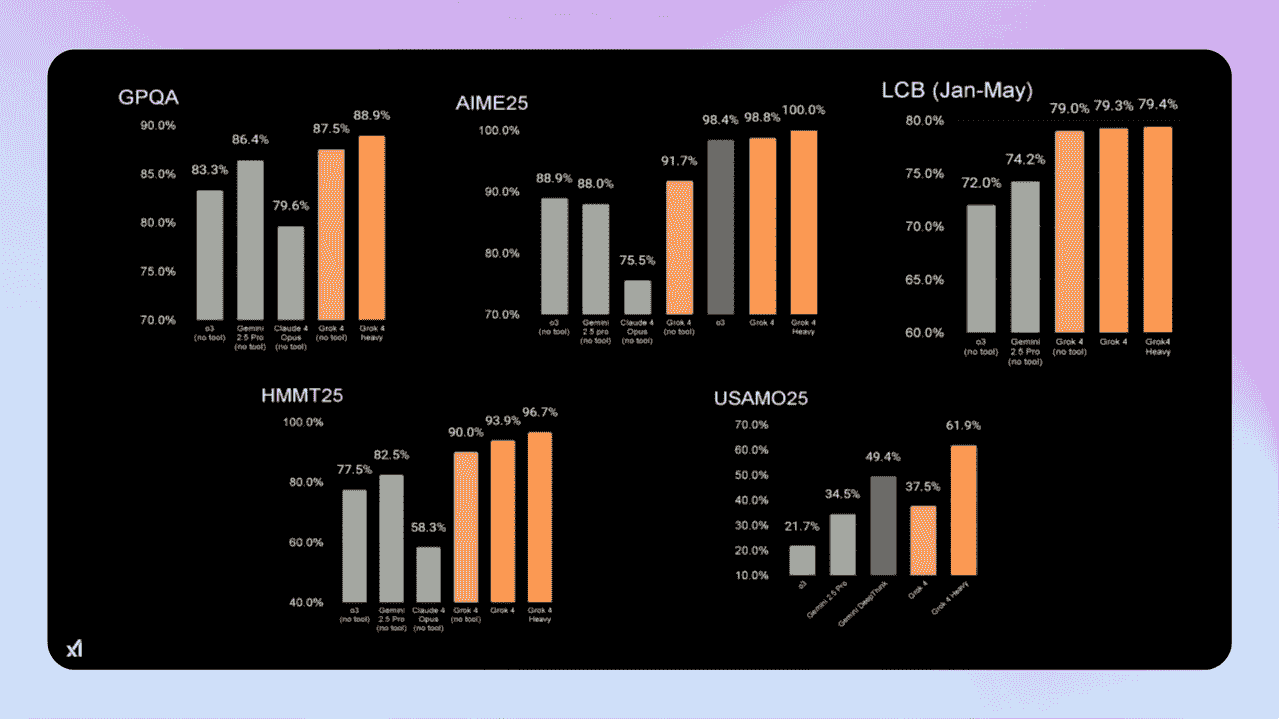 GPQA
90.0%
85.0%
80.0%
75.0%
70.0%
83.3%
86.4%
79.6%
87.5%
88.9%
o3
(no tool)
Gemini
2.5 Pro
(no tool)
Claude 4
Opus
(no tool)
Grok 4
(no tool)
Grok 4
heavy
AIME25
100.0%
90.0%
80.0%
70.0%
88.9%
88.0%
75.5%
91.7%
98.4%
98.8%
100.0%
o3
(no tool)
Gemini
2.5 pro
(no tool)
Claude 4
Opus
(no tool)
Grok 4
(no tool)
o3
Grok 4
Grok 4
Heavy
LCB (Jan-May)
80.0%
75.0%
70.0%
65.0%
60.0%
72.0%
74.2%
79.0%
79.3%
79.4%
o3
(no tool)
Gemini
2.5 Pro
(no tool)
Grok 4
(no tool)
Grok 4
Grok4
Heavy
HMMT25
100.0%
80.0%
60.0%
40.0%
77.5%
82.5%
58.3%
90.0%
93.9%
96.7%
o3
(no tool)
Gemini
2.5 Pro
(no tool)
Claude 4
Opus
(no tool)
Grok 4
(no tool)
Grok 4
Grok 4
Heavy
USAMO25
70.0%
60.0%
50.0%
40.0%
30.0%
20.0%
10.0%
21.7%
34.5%
49.4%
37.5%
61.9%
o3
Gemini 2.5 Pro
Gemini DeepThink
Grok 4
Grok 4 Heavy
xI